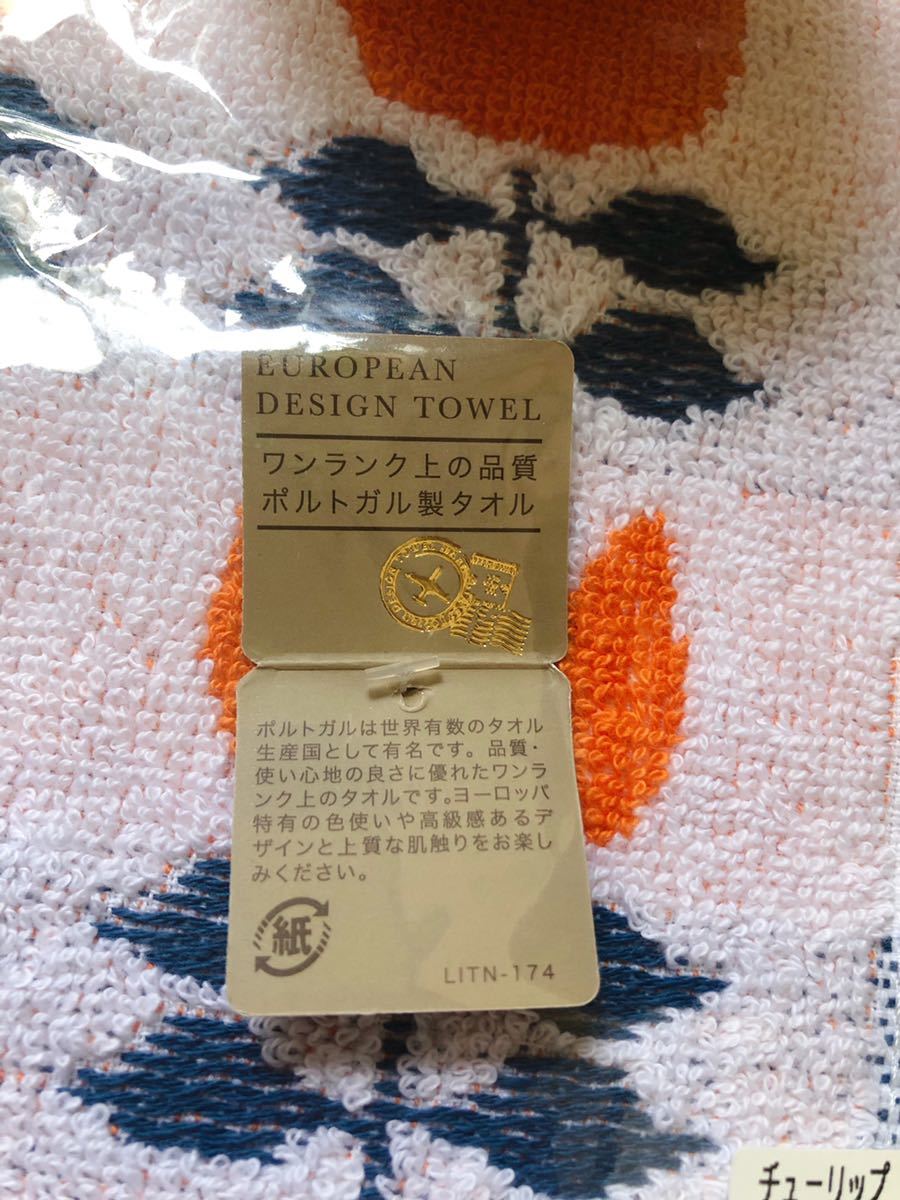 EUROPEAN
DESIGN TOWEL
ワンランク上の品質
ポルトガル製タオル
ポルトガルは世界有数のタオル
生産国として有名です。品質・
使い心地の良さに優れたワンラ
ンク上のタオルです。ヨーロッパ
特有の色使いや高級感あるデ
ザインと上質な肌触りをお楽し
みください。
紙
LITN-174
チューリップ